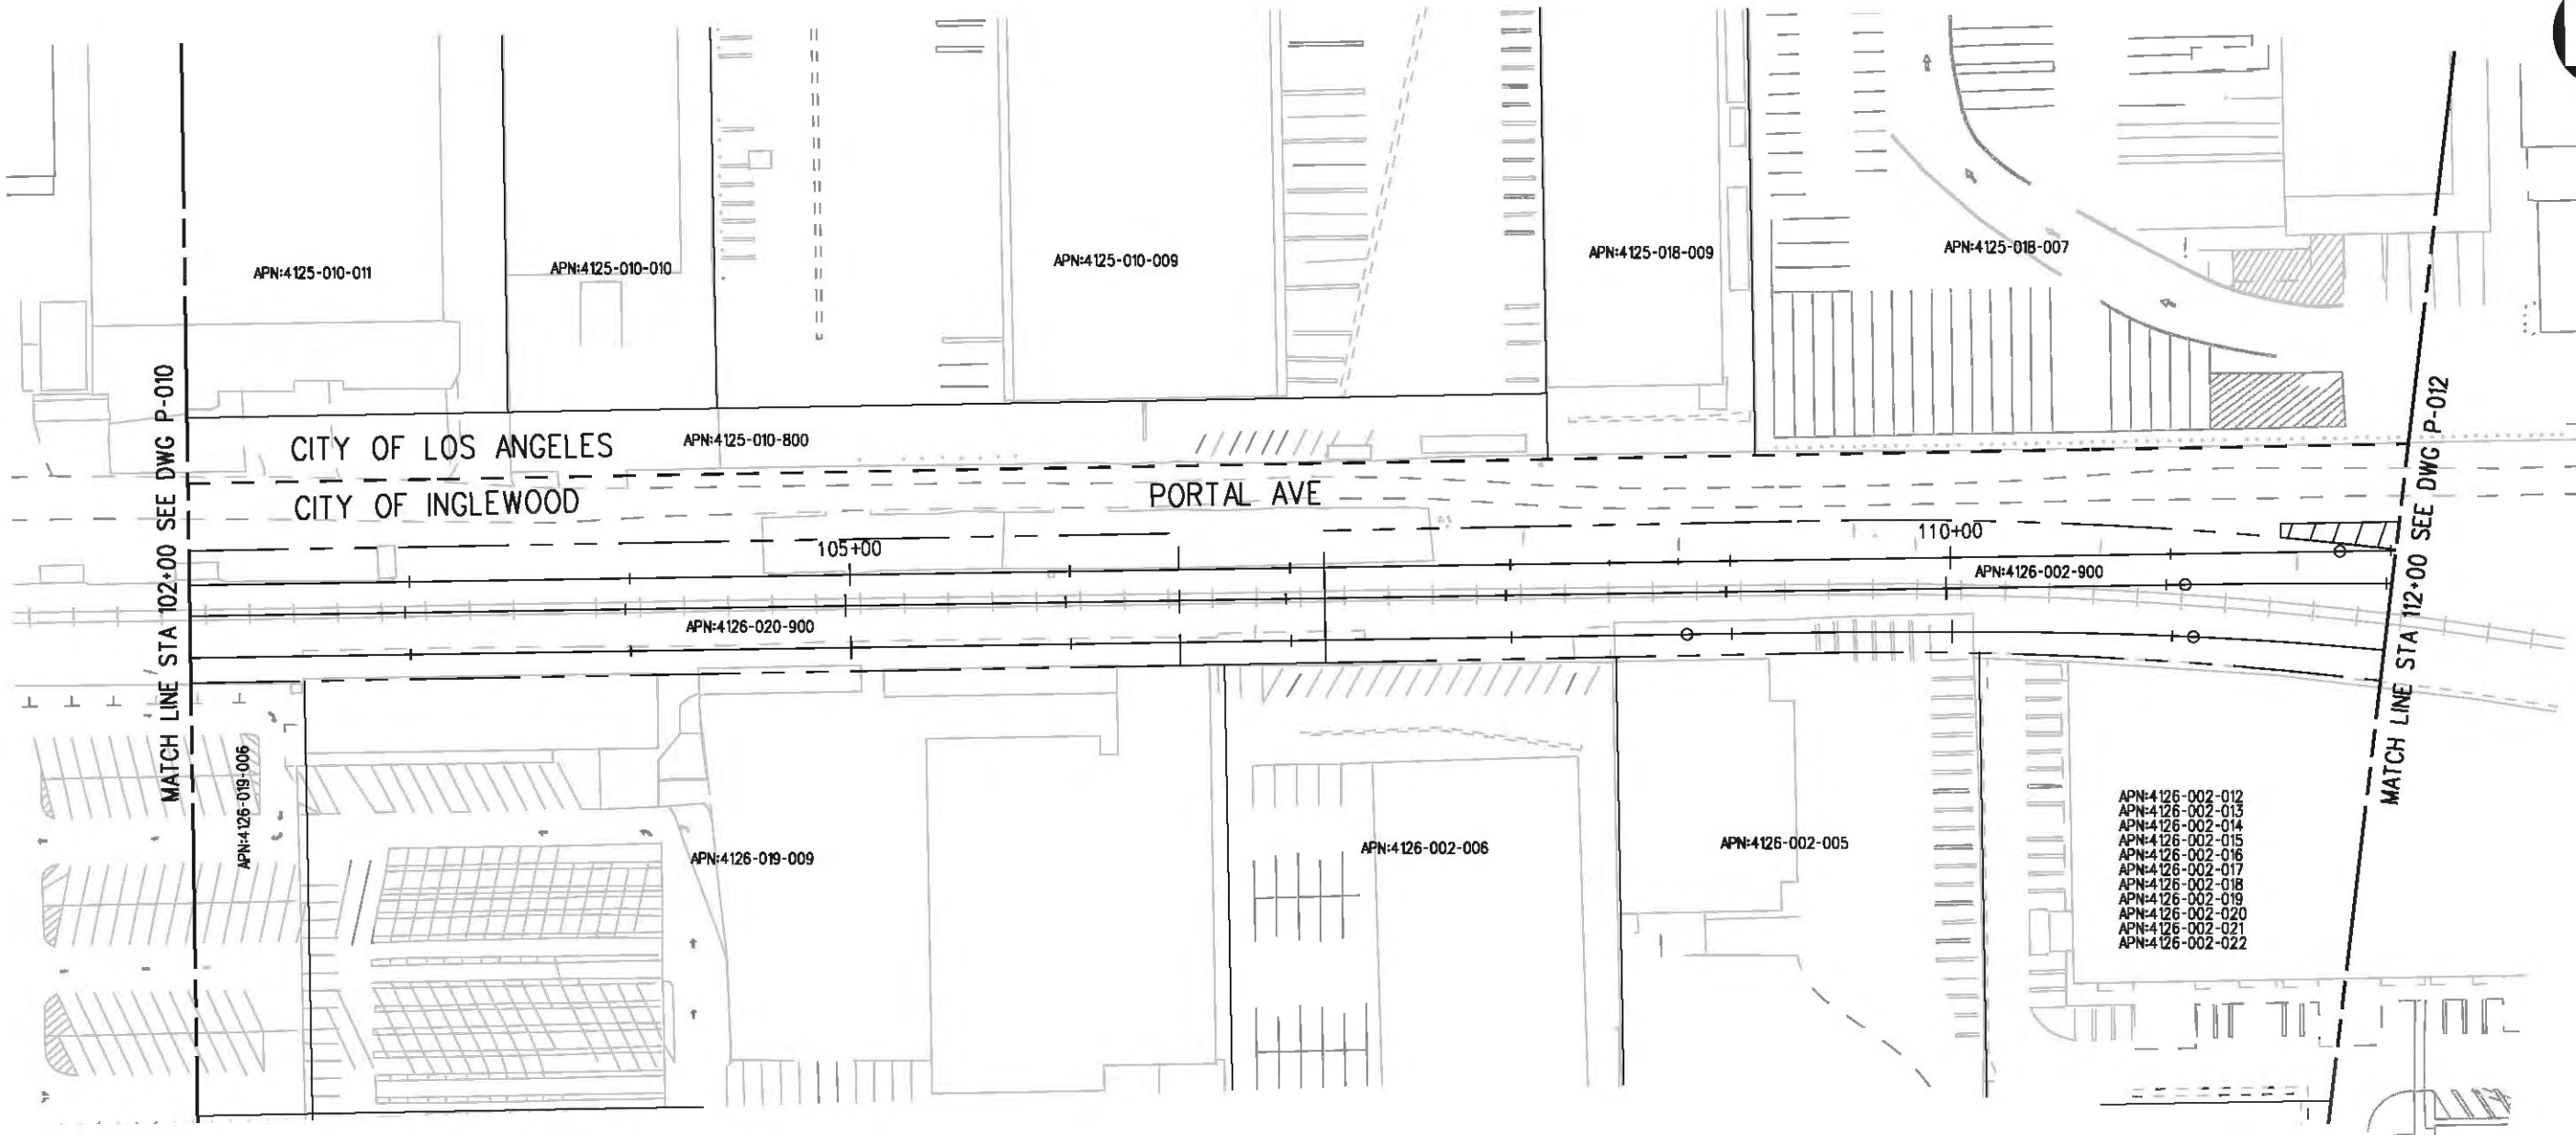 APN:4125-010-011
APN:4125-010-010
APN:4125-010-009
APN:4125-018-009
APN:4125-018-007
MATCH LINE STA 102+00 SEE DWG P-010
CITY OF LOS ANGELES
APN:4125-010-800
CITY OF INGLEWOOD
PORTAL AVE
105+00
110+00
APN:4126-002-900
APN:4126-020-900
MATCH LINE STA 112+00 SEE DWG P-012
APN:4126-019-006
APN:4126-019-009
APN:4126-002-006
APN:4126-002-005
APN:4126-002-012
APN:4126-002-013
APN:4126-002-014
APN:4126-002-015
APN:4126-002-016
APN:4126-002-017
APN:4126-002-018
APN:4126-002-019
APN:4126-002-020
APN:4126-002-021
APN:4126-002-022